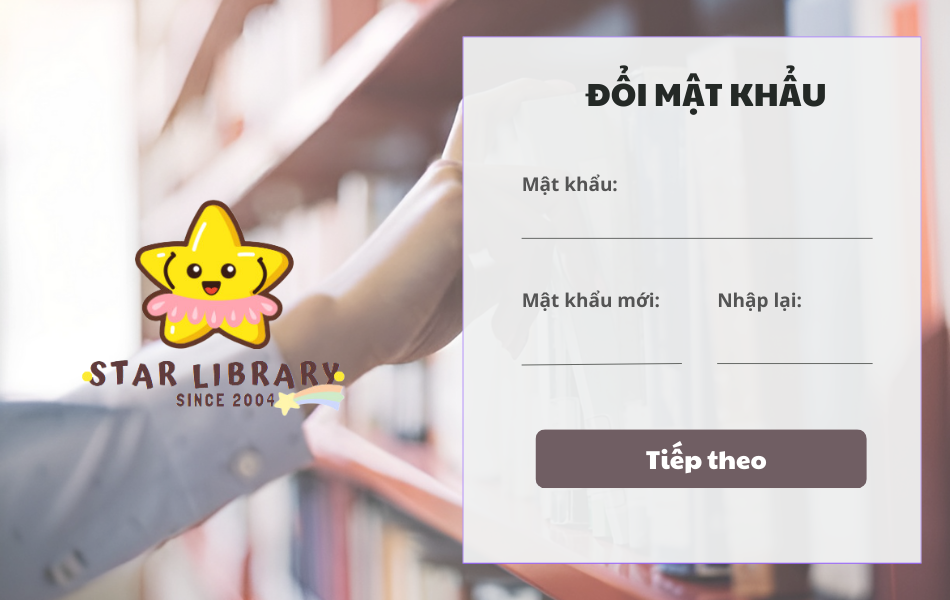 ĐỔI MẬT KHẨU
Mật khẩu:
Mật khẩu mới:
Nhập lại:
Tiếp theo
STAR LIBRARY
SINCE 2004